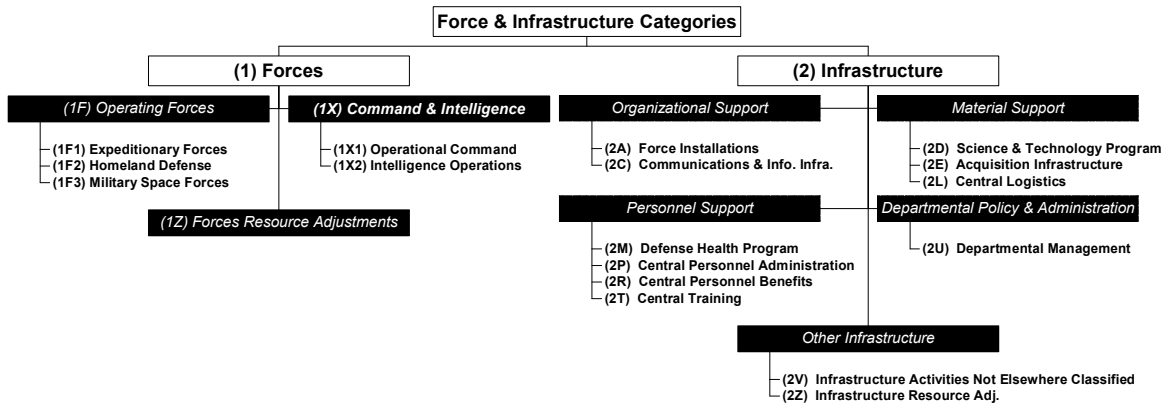 Force & Infrastructure Categories
(1) Forces
(1F) Operating Forces
(1F1) Expeditionary Forces
(1F2) Homeland Defense
(1F3) Military Space Forces
(1X) Command & Intelligence
(1X1) Operational Command
(1X2) Intelligence Operations
(1Z) Forces Resource Adjustments
(2) Infrastructure
Organizational Support
(2A) Force Installations
(2C) Communications & Info. Infra.
Material Support
(2D) Science & Technology Program
(2E) Acquisition Infrastructure
(2L) Central Logistics
Personnel Support
(2M) Defense Health Program
(2P) Central Personnel Administration
(2R) Central Personnel Benefits
(2T) Central Training
Departmental Policy & Administration
(2U) Departmental Management
Other Infrastructure
(2V) Infrastructure Activities Not Elsewhere Classified
(2Z) Infrastructure Resource Adj.